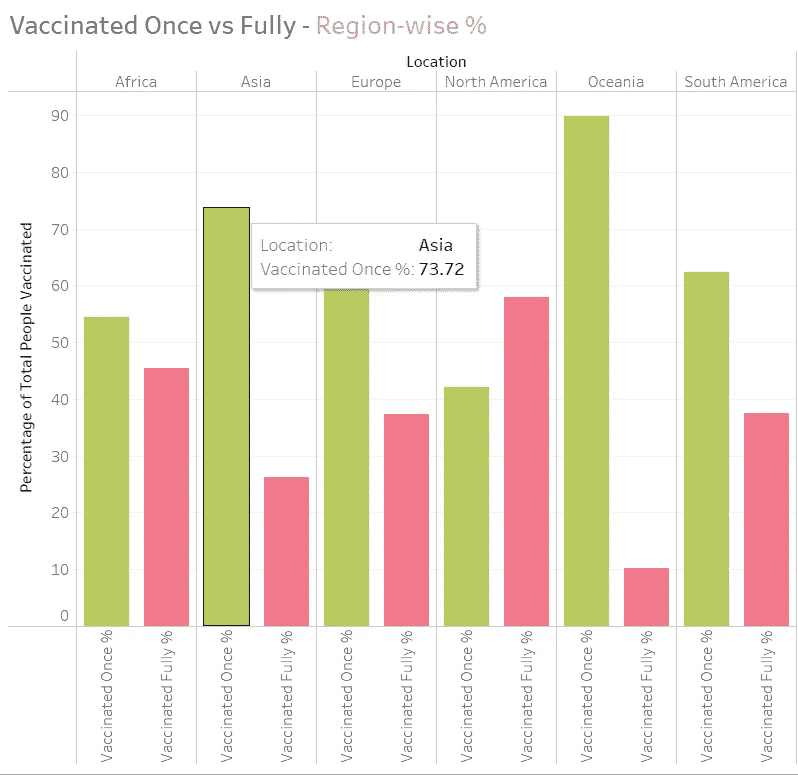 Vaccinated Once vs Fully - Region-wise %
Location
Africa Asia Europe North America Oceania South America
Percentage of Total People Vaccinated
90
80
70
60
50
40
30
20
10
0
Location: Asia
Vaccinated Once %: 73.72
Vaccinated Once %
Vaccinated Fully %
Vaccinated Once %
Vaccinated Fully %
Vaccinated Once %
Vaccinated Fully %
Vaccinated Once %
Vaccinated Fully %
Vaccinated Once %
Vaccinated Fully %
Vaccinated Once %
Vaccinated Fully %